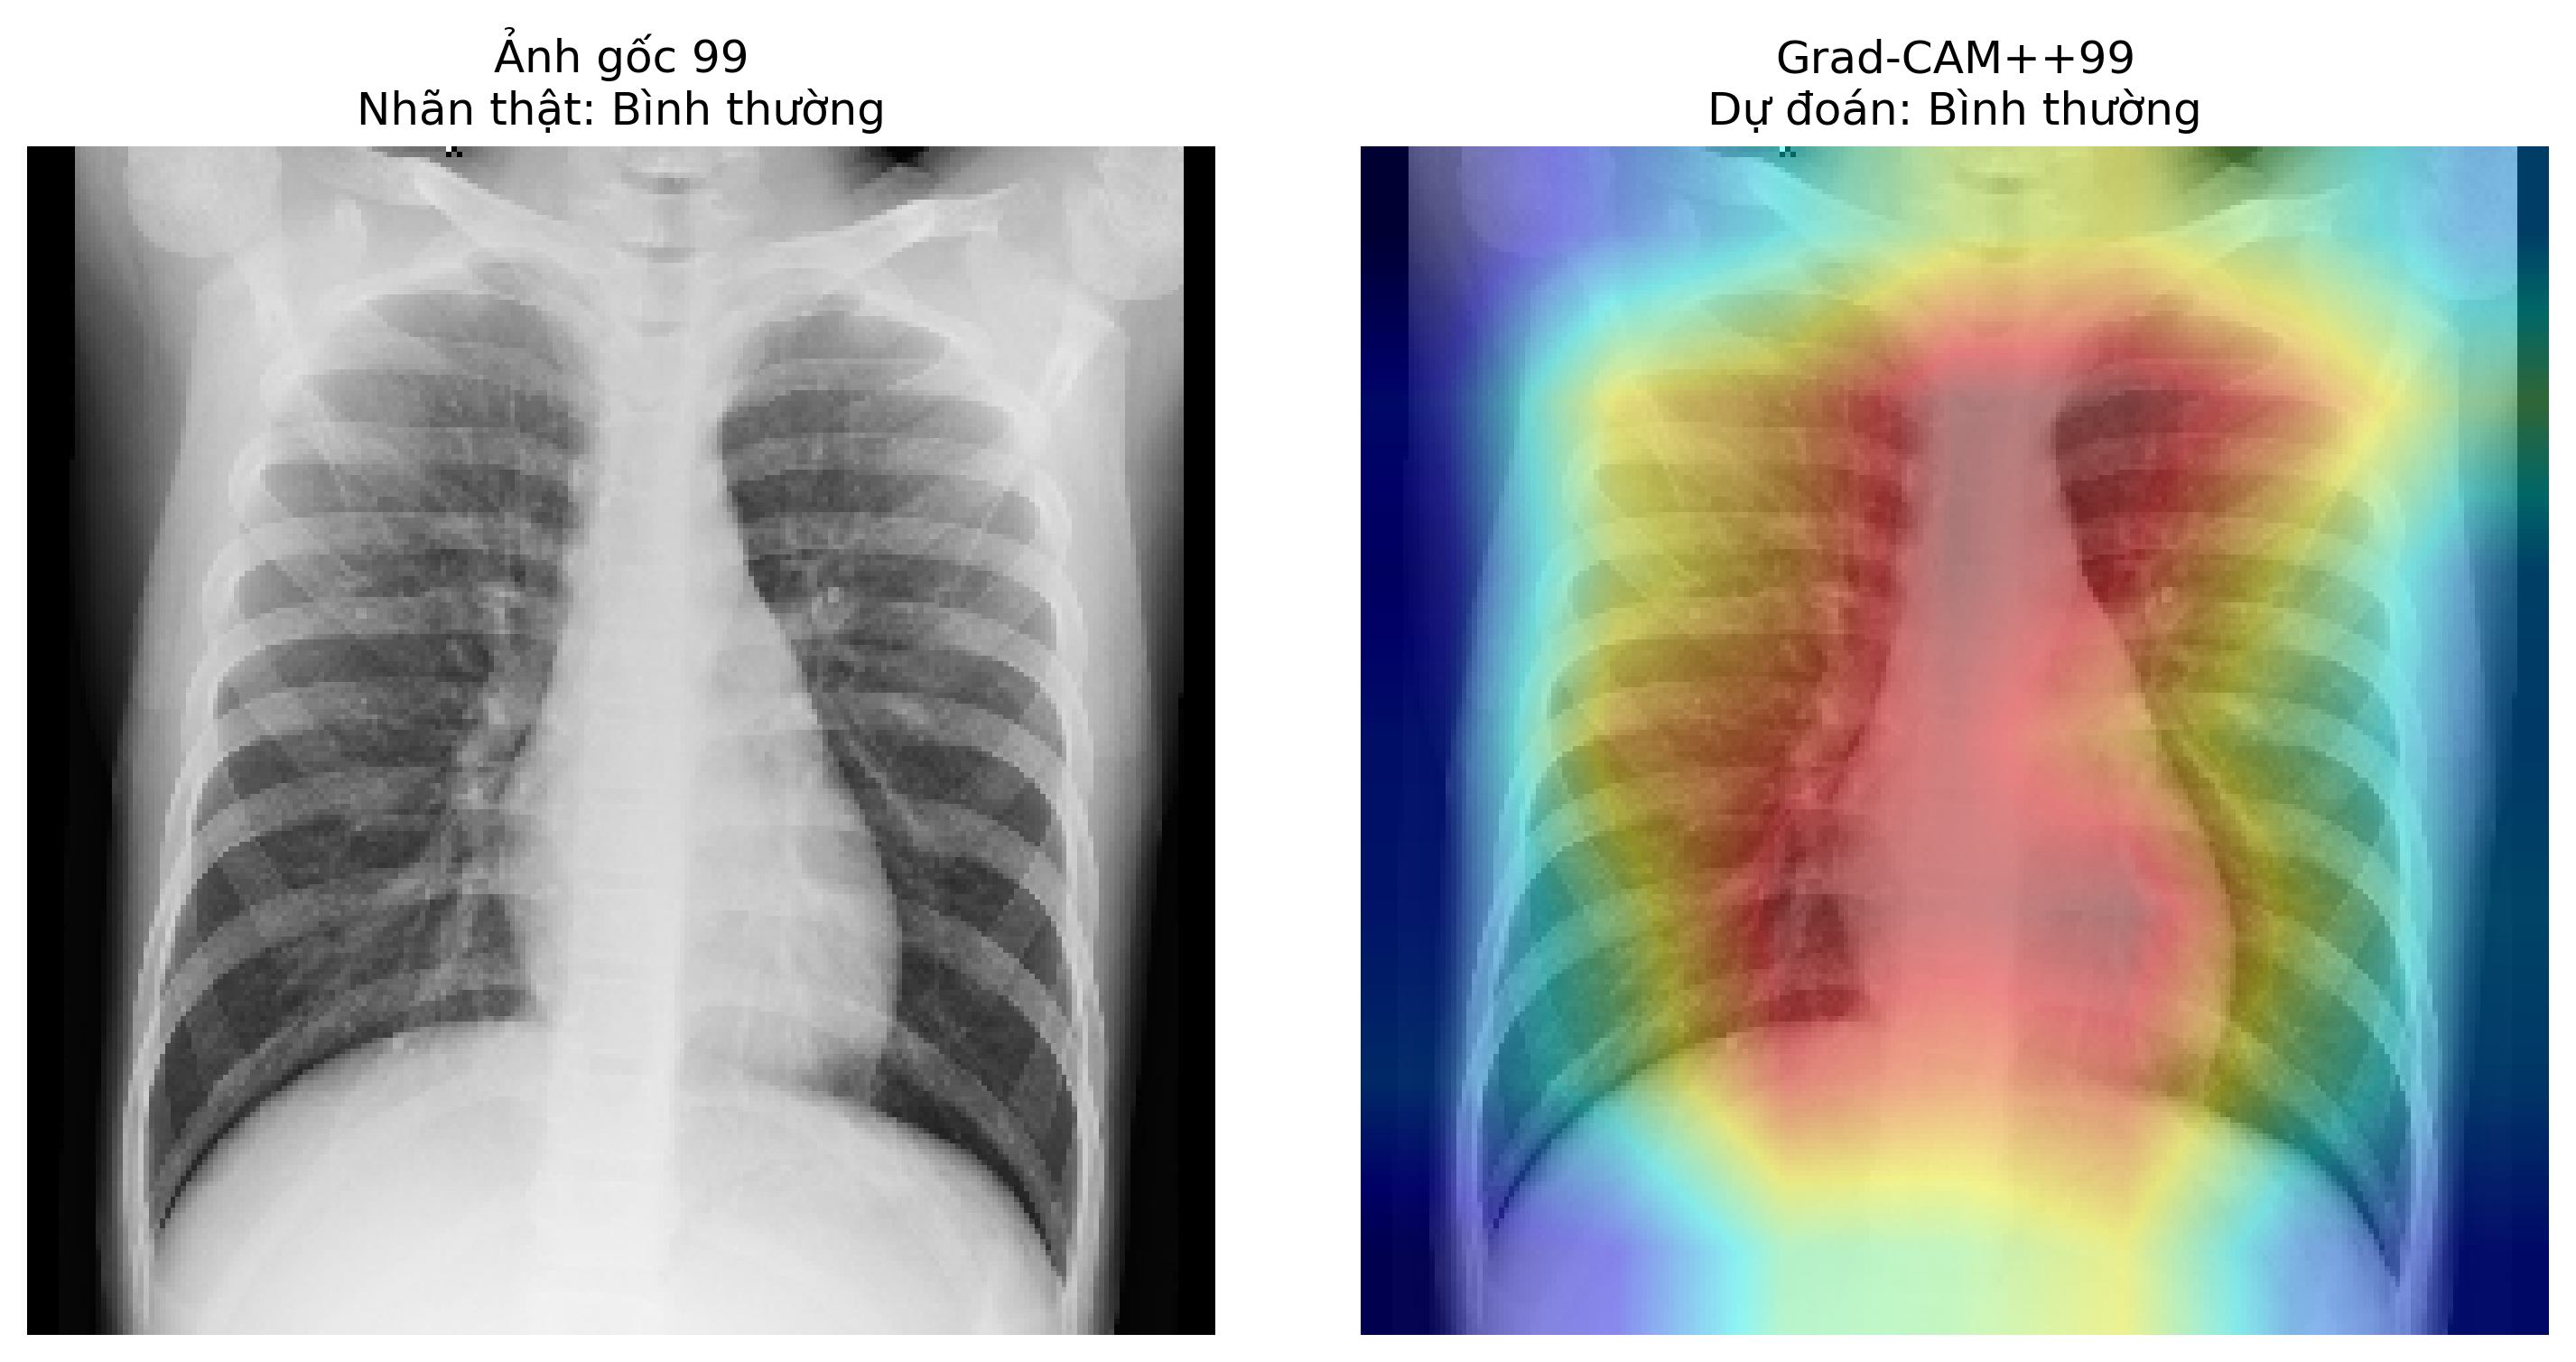 Ảnh gốc 99
Nhãn thật: Bình thường
Grad-CAM++99
Dự đoán: Bình thường